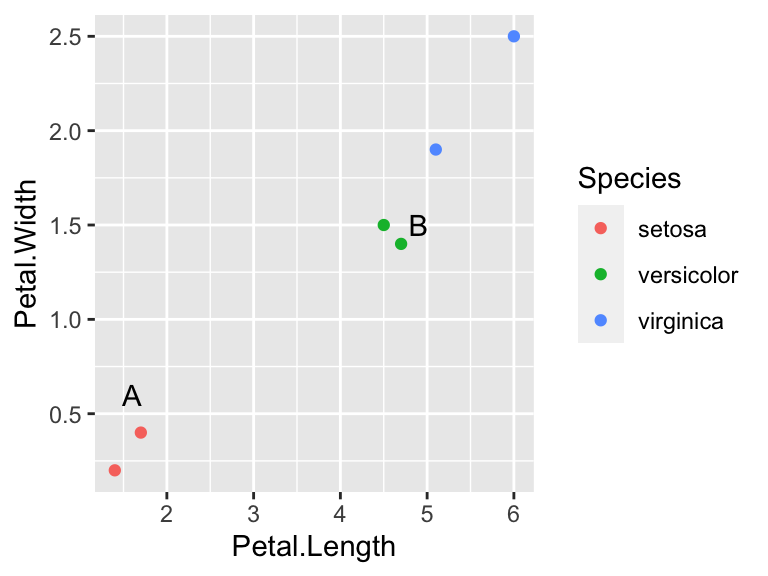 2.5
2.0
1.5
1.0
0.5
Petal.Width
A
B
2 3 4 5 6
Petal.Length
Species
setosa
versicolor
virginica